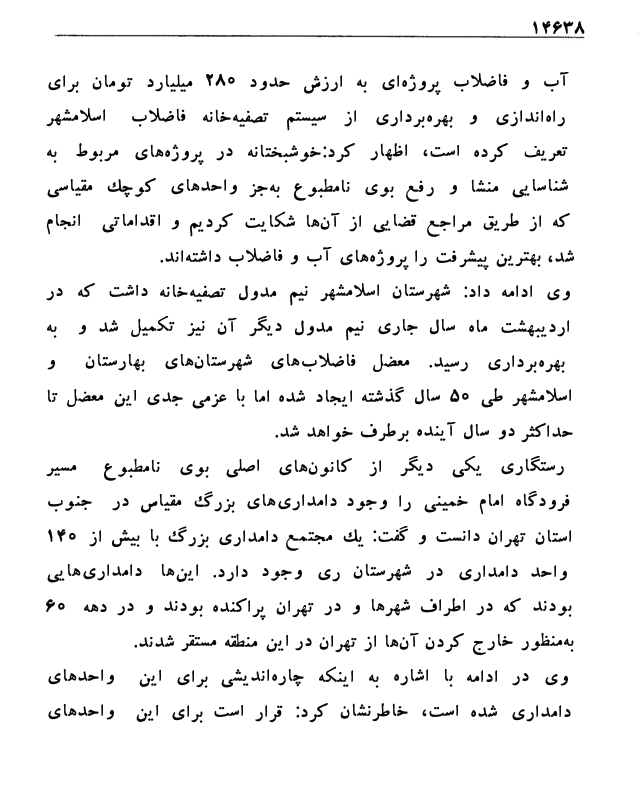 ۱۴۶۳۸
آب و فاضلاب پروژه‌ای به ارزش حدود ۲۸۰ میلیارد تومان برای
راه‌اندازی و بهره‌برداری از سیستم تصفیه‌خانه فاضلاب اسلامشهر
تعریف کرده است، اظهار کرد:خوشبختانه در پروژه‌های مربوط به
شناسایی منشا و رفع بوی نامطبوع به‌جز واحدهای کوچك مقیاسی
که از طریق مراجع قضایی از آن‌ها شکایت کردیم و اقداماتی انجام
شد، بهترین پیشرفت را پروژه‌های آب و فاضلاب داشته‌اند.
وی ادامه داد: شهرستان اسلامشهر نیم مدول تصفیه‌خانه داشت که در
اردیبهشت ماه سال جاری نیم مدول دیگر آن نیز تکمیل شد و به
بهره‌برداری رسید. معضل فاضلاب‌های شهرستان‌های بهارستان و
اسلامشهر طی ۵۰ سال گذشته ایجاد شده اما با عزمی جدی این معضل تا
حداکثر دو سال آینده برطرف خواهد شد.
رستگاری یکی دیگر از کانون‌های اصلی بوی نامطبوع مسیر
فرودگاه امام خمینی را وجود دامداری‌های بزرگ مقیاس در جنوب
استان تهران دانست و گفت: یك مجتمع دامداری بزرگ با بیش از ۱۴۰
واحد دامداری در شهرستان ری وجود دارد. این‌ها دامداری‌هایی
بودند که در اطراف شهرها و در تهران پراکنده بودند و در دهه ۶۰
به‌منظور خارج کردن آن‌ها از تهران در این منطقه مستقر شدند.
وی در ادامه با اشاره به اینکه چاره‌اندیشی برای این واحدهای
دامداری شده است، خاطرنشان کرد: قرار است برای این واحدهای